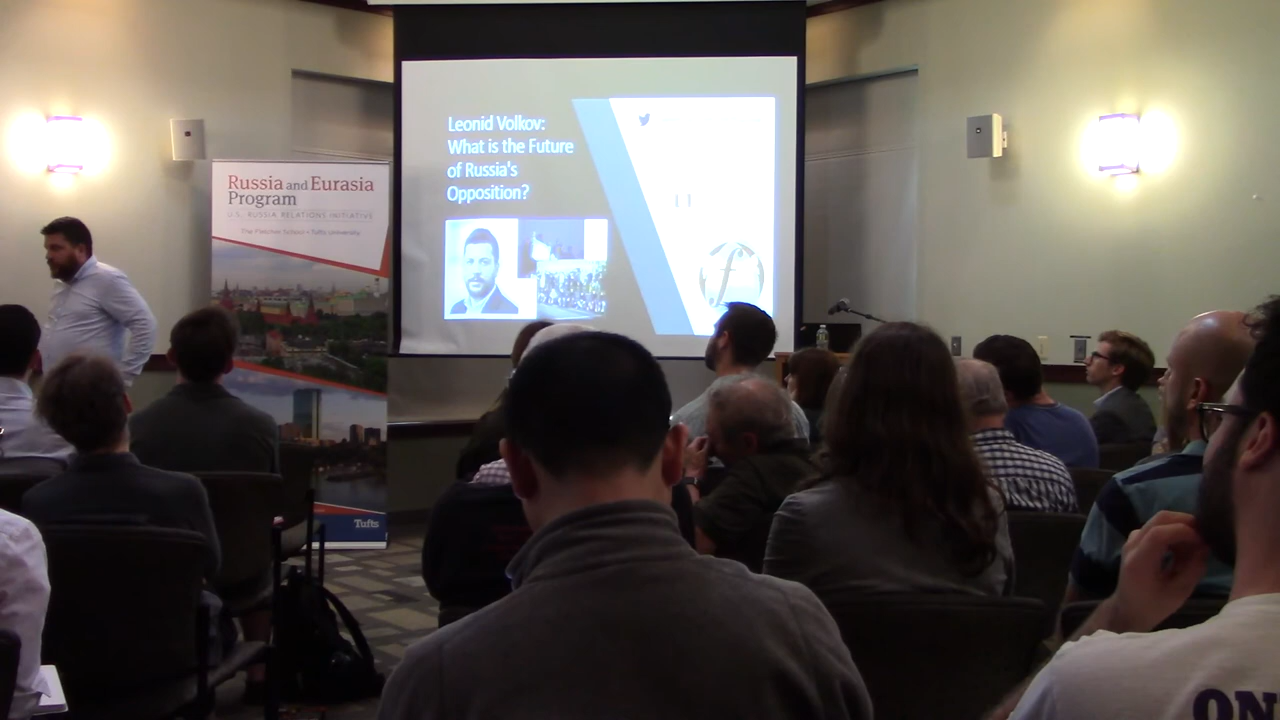 Russia and Eurasia
Program
U.S. RUSSIA RELATIONS INITIATIVE
The Fletcher School • Tufts University
Tufts
Leonid Volkov:
What is the Future
of Russia's
Opposition?
f
ON